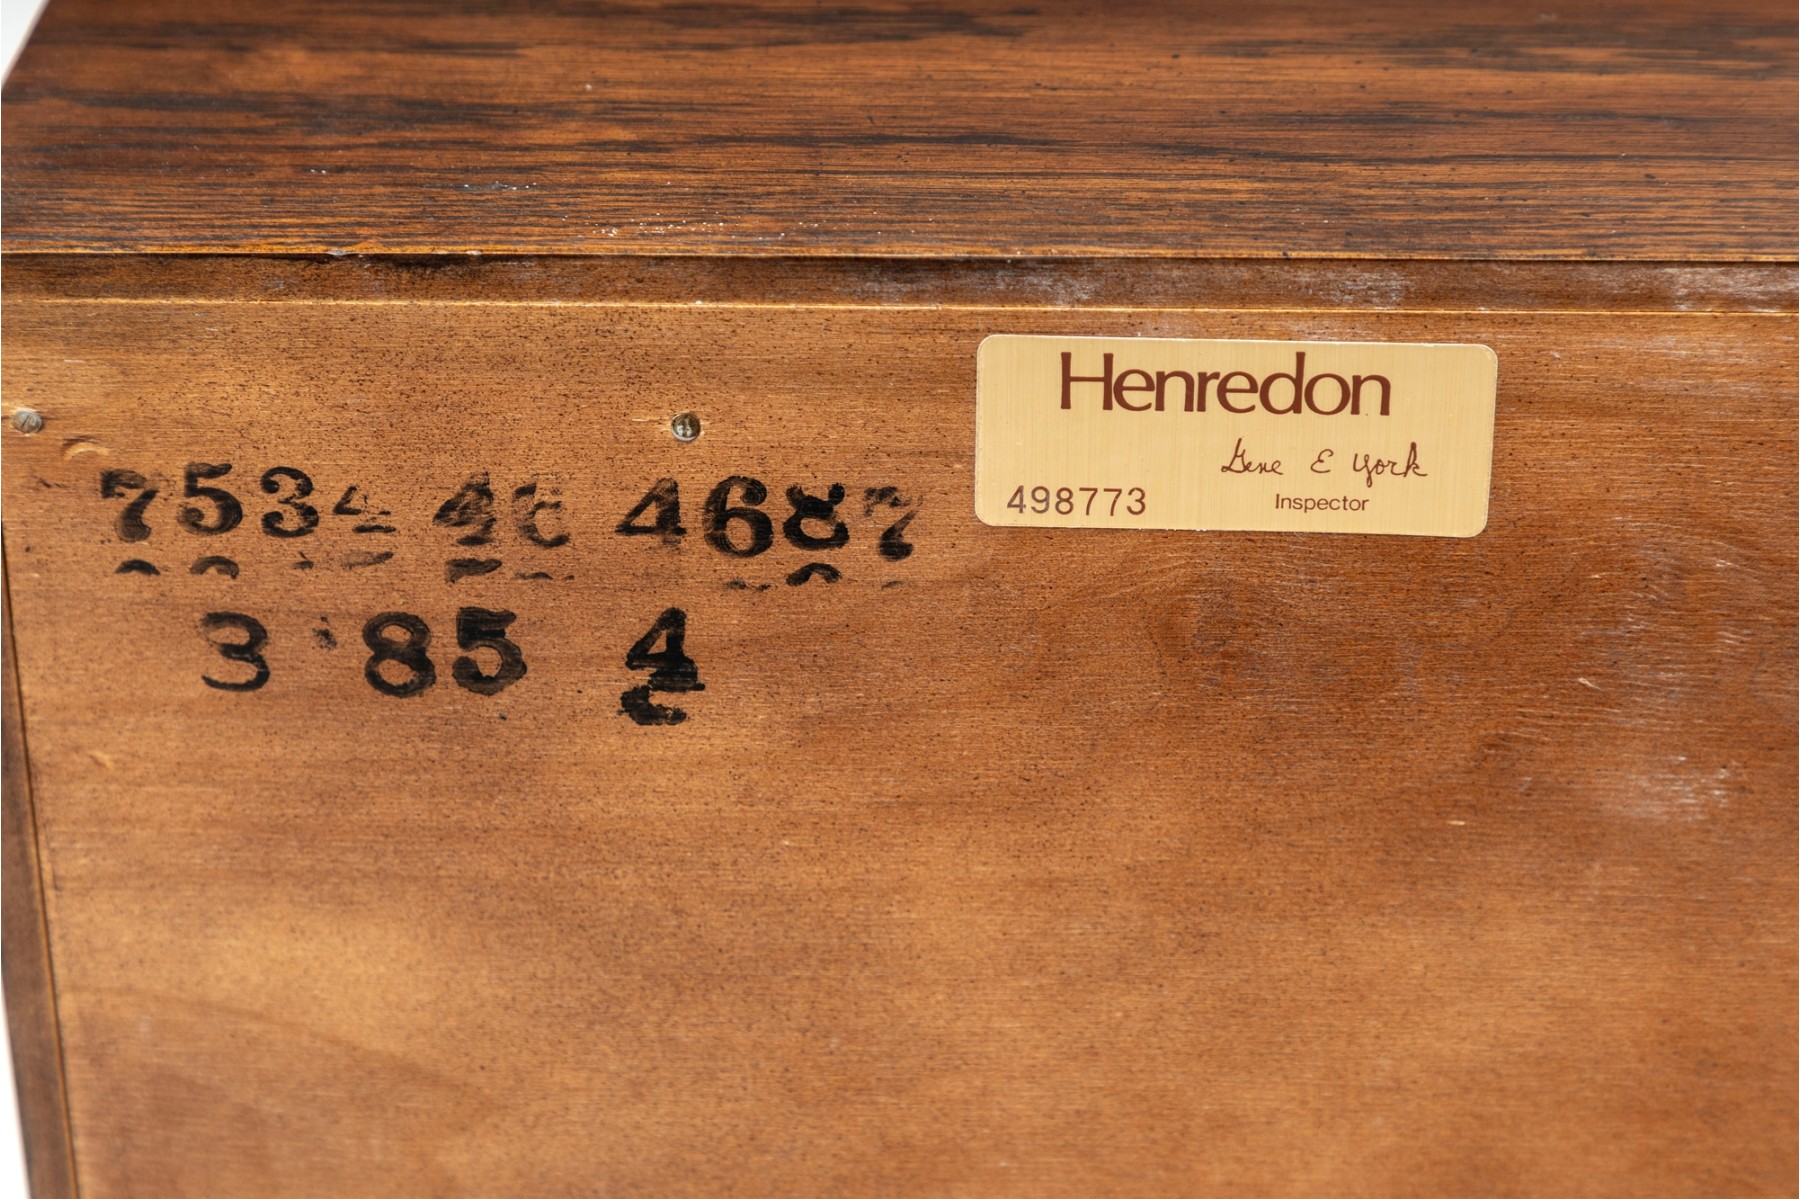 Henredon
Gene E York
498773 Inspector
7534 46 4687
3 85 4